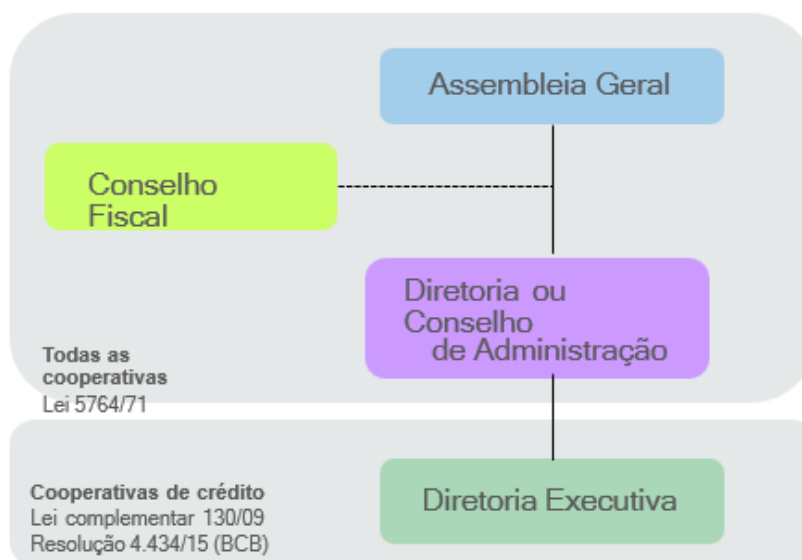 Assembleia Geral
Conselho
Fiscal
Diretoria ou
Conselho
de Administração
Todas as
cooperativas
Lei 5764/71
Diretoria Executiva
Cooperativas de crédito
Lei complementar 130/09
Resolução 4.434/15 (BCB)